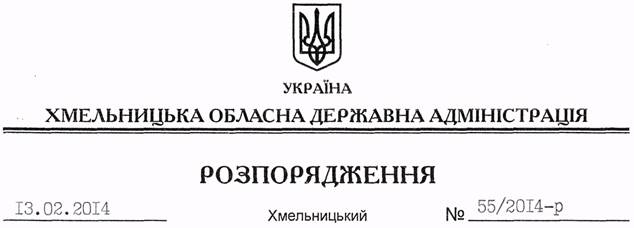 УКРАЇНА
ХМЕЛЬНИЦЬКА ОБЛАСНА ДЕРЖАВНА АДМІНІСТРАЦІЯ
РОЗПОРЯДЖЕННЯ
13.02.2014 Хмельницький № 55/2014-р